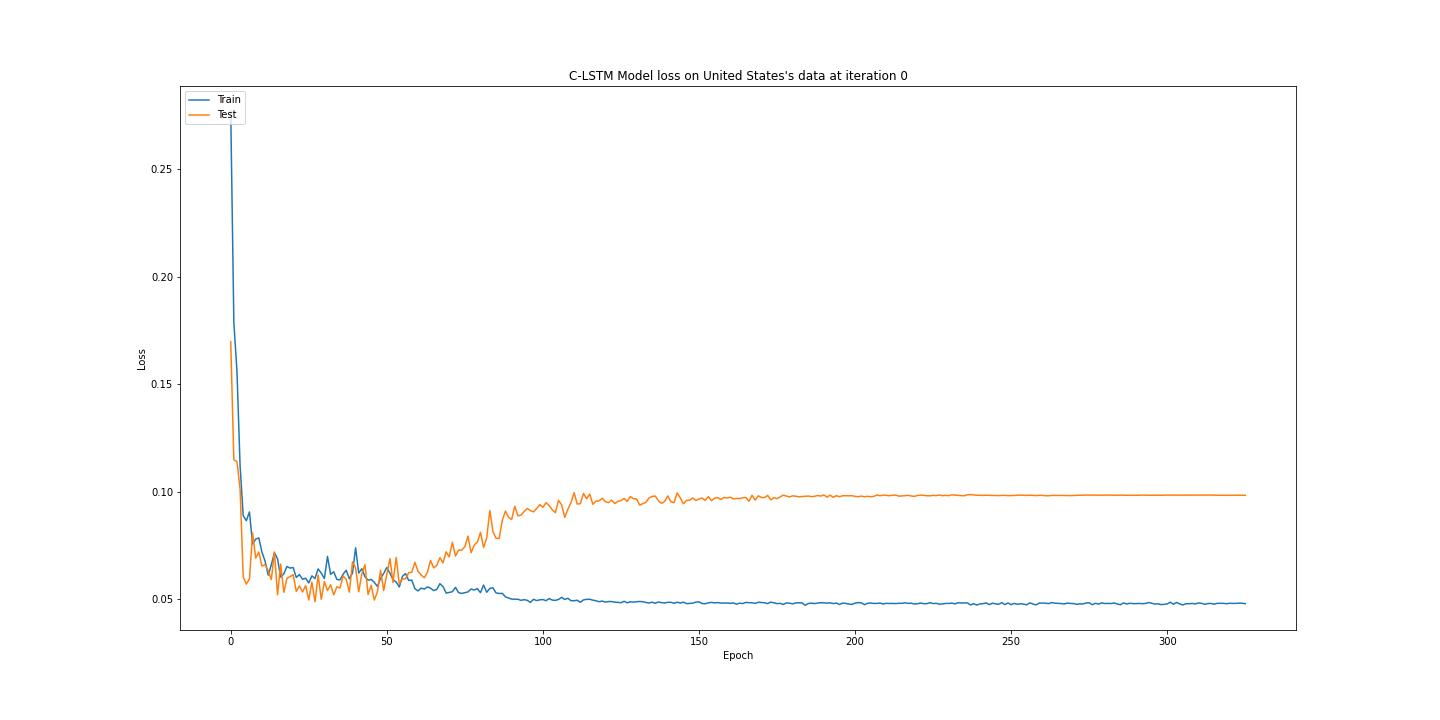 C-LSTM Model loss on United States's data at iteration 0
Train
Test
0.25
0.20
0.15
0.10
0.05
Loss
0 50 100 150 200 250 300
Epoch